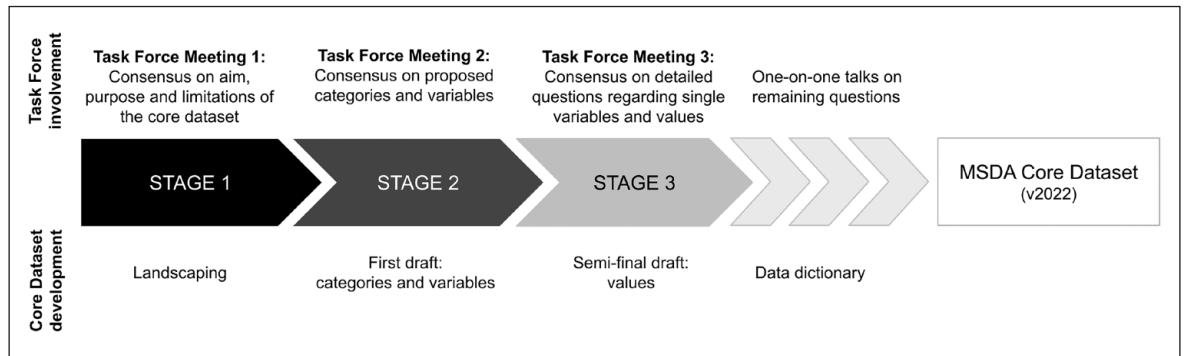 Task Force
involvement
Task Force Meeting 1:
Consensus on aim,
purpose and limitations of
the core dataset
Task Force Meeting 2:
Consensus on proposed
categories and variables
Task Force Meeting 3:
Consensus on detailed
questions regarding single
variables and values
One-on-one talks on
remaining questions
STAGE 1
STAGE 2
STAGE 3
MSDA Core Dataset
(v2022)
Core Dataset
development
Landscaping
First draft:
categories and variables
Semi-final draft:
values
Data dictionary